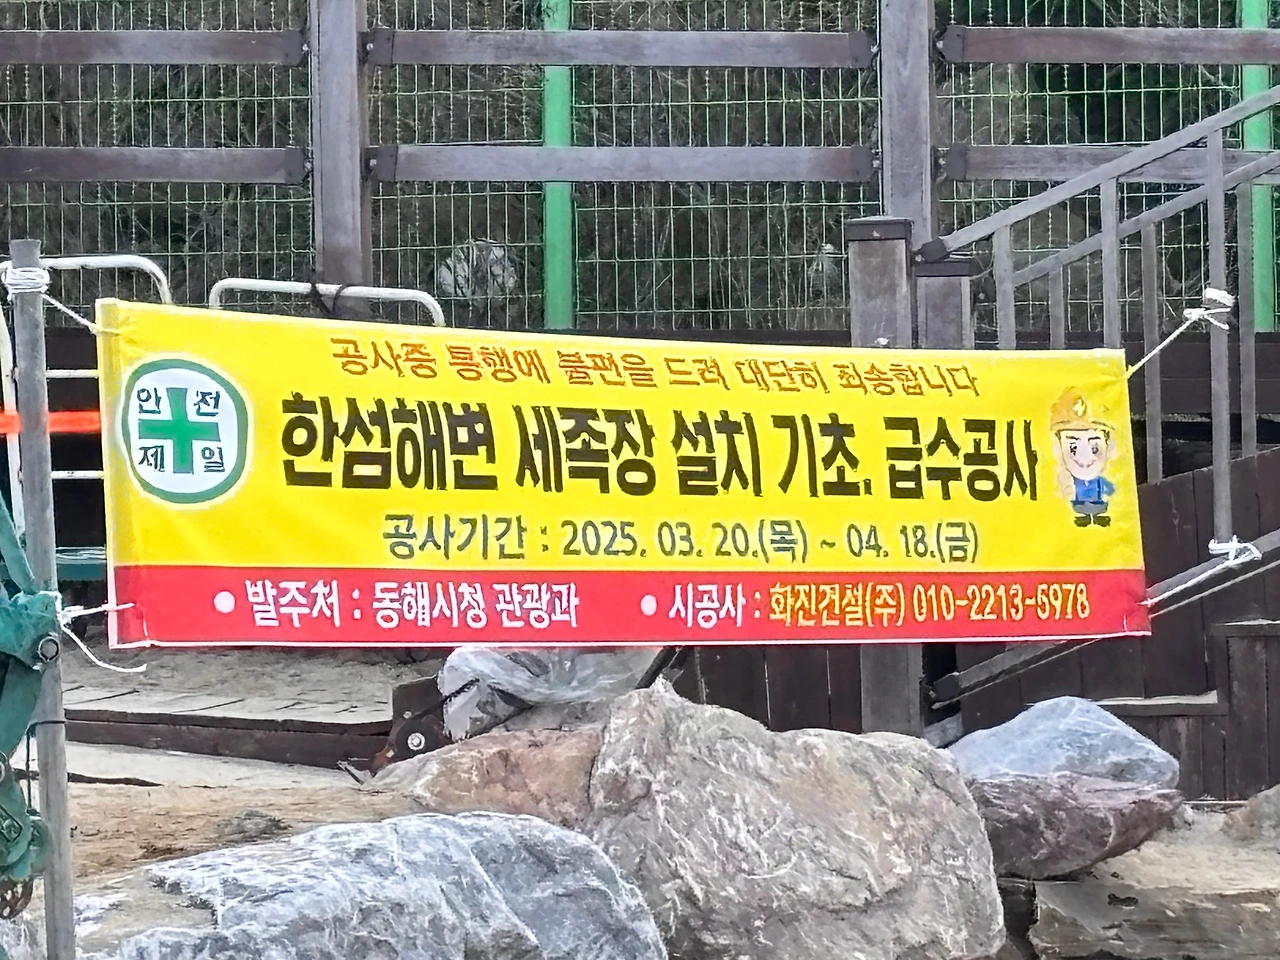 공사중 통행에 불편을 드려 대단히 죄송합니다
안전
제일
한섬해변 세족장 설치 기초, 급수공사
공사기간 : 2025. 03. 20.(목) ~ 04. 18.(금)
● 발주처 : 동해시청 관광과 ● 시공사 : 화진건설(주) 010-2213-5978